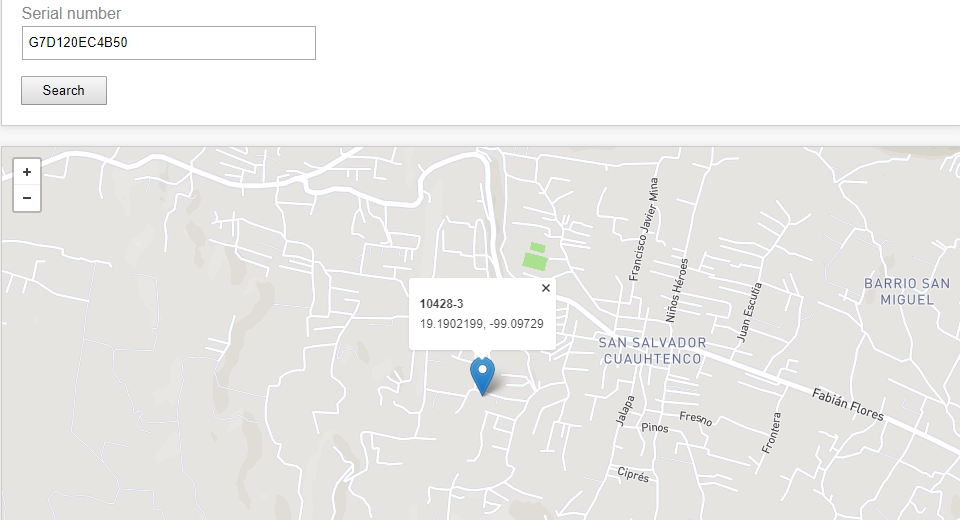 Serial number
G7D120EC4B50
Search
+
−
×
10428-3
19.1902199, -99.09729
Francisco Javier Mina
Niños Héroes
Juan Escutia
BARRIO SAN
MIGUEL
SAN SALVADOR
CUAUHTENCO
Fabián Flores
Jalapa
Fresno
Pinos
Frontera
Ciprés